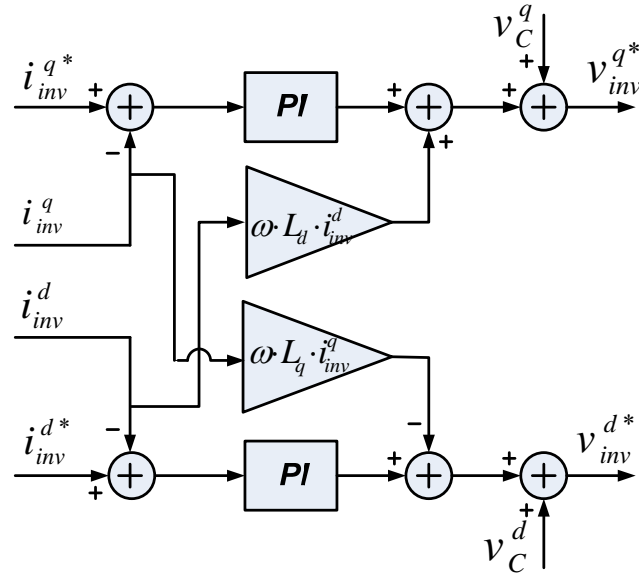 v_C^q
i_inv^q*
+
+
PI
+
+
+
+
+
v_inv^q*
−
+
i_inv^q
ω·L_d·i_inv^d
i_inv^d
ω·L_q·i_inv^q
−
−
i_inv^d*
+
+
PI
+
+
+
+
v_inv^d*
+
v_C^d